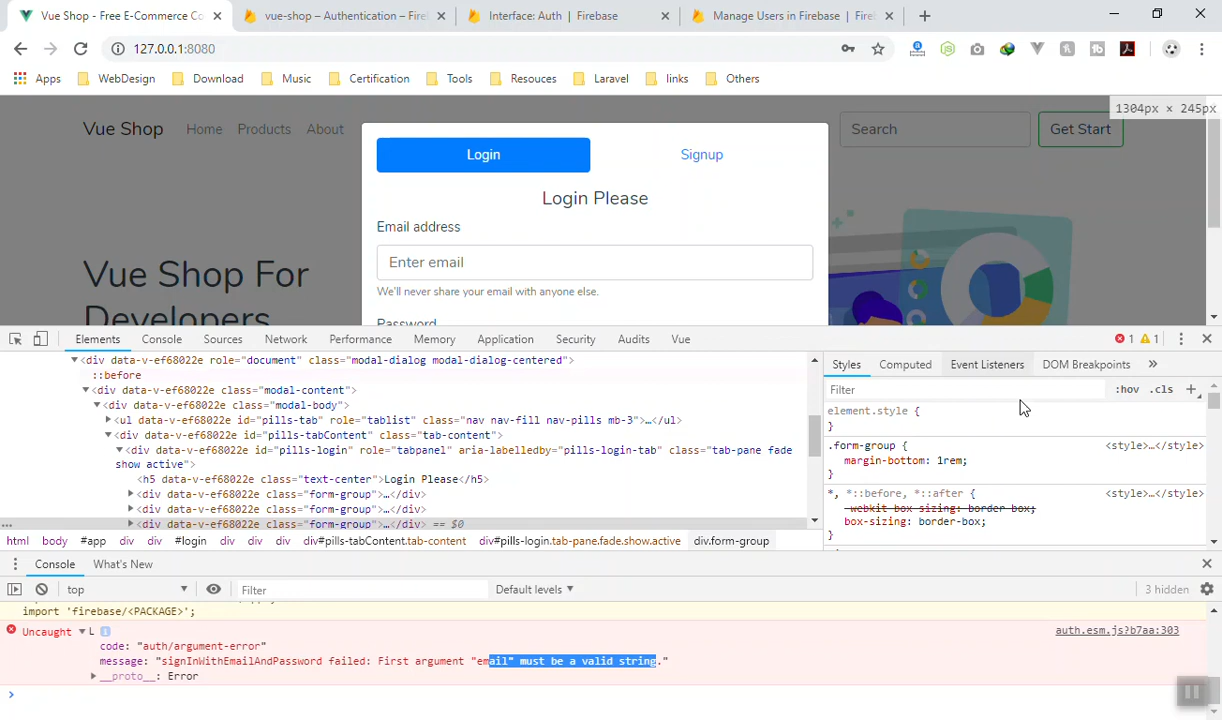 Vue Shop - Free E-Commerce Co
vue-shop – Authentication – Fire
Interface: Auth | Firebase
Manage Users in Firebase | Fire
127.0.0.1:8080
Apps WebDesign Download Music Certification Tools Resouces Laravel links Others
1304px × 245px
Vue Shop Home Products About
Search Get Start
Login Signup
Login Please
Email address
Enter email
We'll never share your email with anyone else.
Password
Vue Shop For
Developers
Elements Console Sources Network Performance Memory Application Security Audits Vue 1 1
<div data-v-ef68022e role="document" class="modal-dialog modal-dialog-centered">
::before
<div data-v-ef68022e class="modal-content">
<div data-v-ef68022e class="modal-body">
<ul data-v-ef68022e id="pills-tab" role="tablist" class="nav nav-fill nav-pills mb-3">…</ul>
<div data-v-ef68022e id="pills-tabContent" class="tab-content">
<div data-v-ef68022e id="pills-login" role="tabpanel" aria-labelledby="pills-login-tab" class="tab-pane fade
show active">
<h5 data-v-ef68022e class="text-center">Login Please</h5>
<div data-v-ef68022e class="form-group">…</div>
<div data-v-ef68022e class="form-group">…</div>
<div data-v-ef68022e class="form-group">…</div> == $0
html body #app div div #login div div div#pills-tabContent.tab-content div#pills-login.tab-pane.fade.show.active div.form-group
Styles Computed Event Listeners DOM Breakpoints »
Filter :hov .cls +
element.style {
}
.form-group { <style>…</style>
margin-bottom: 1rem;
}
*, *::before, *::after { <style>…</style>
-webkit-box-sizing: border-box;
box-sizing: border-box;
}
Console What's New
top Filter Default levels ▼ 3 hidden
import 'firebase/<PACKAGE>';
Uncaught ▼L auth.esm.js?b7aa:303
code: "auth/argument-error"
message: "signInWithEmailAndPassword failed: First argument "email" must be a valid string."
__proto__: Error